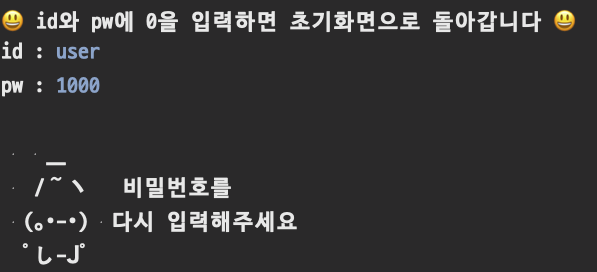 😃 id와 pw에 0을 입력하면 초기화면으로 돌아갑니다 😃
id : user
pw : 1000
__
/~ヽ 비밀번호를
(｡•-•) 다시 입력해주세요
ﾟし-Jﾟ